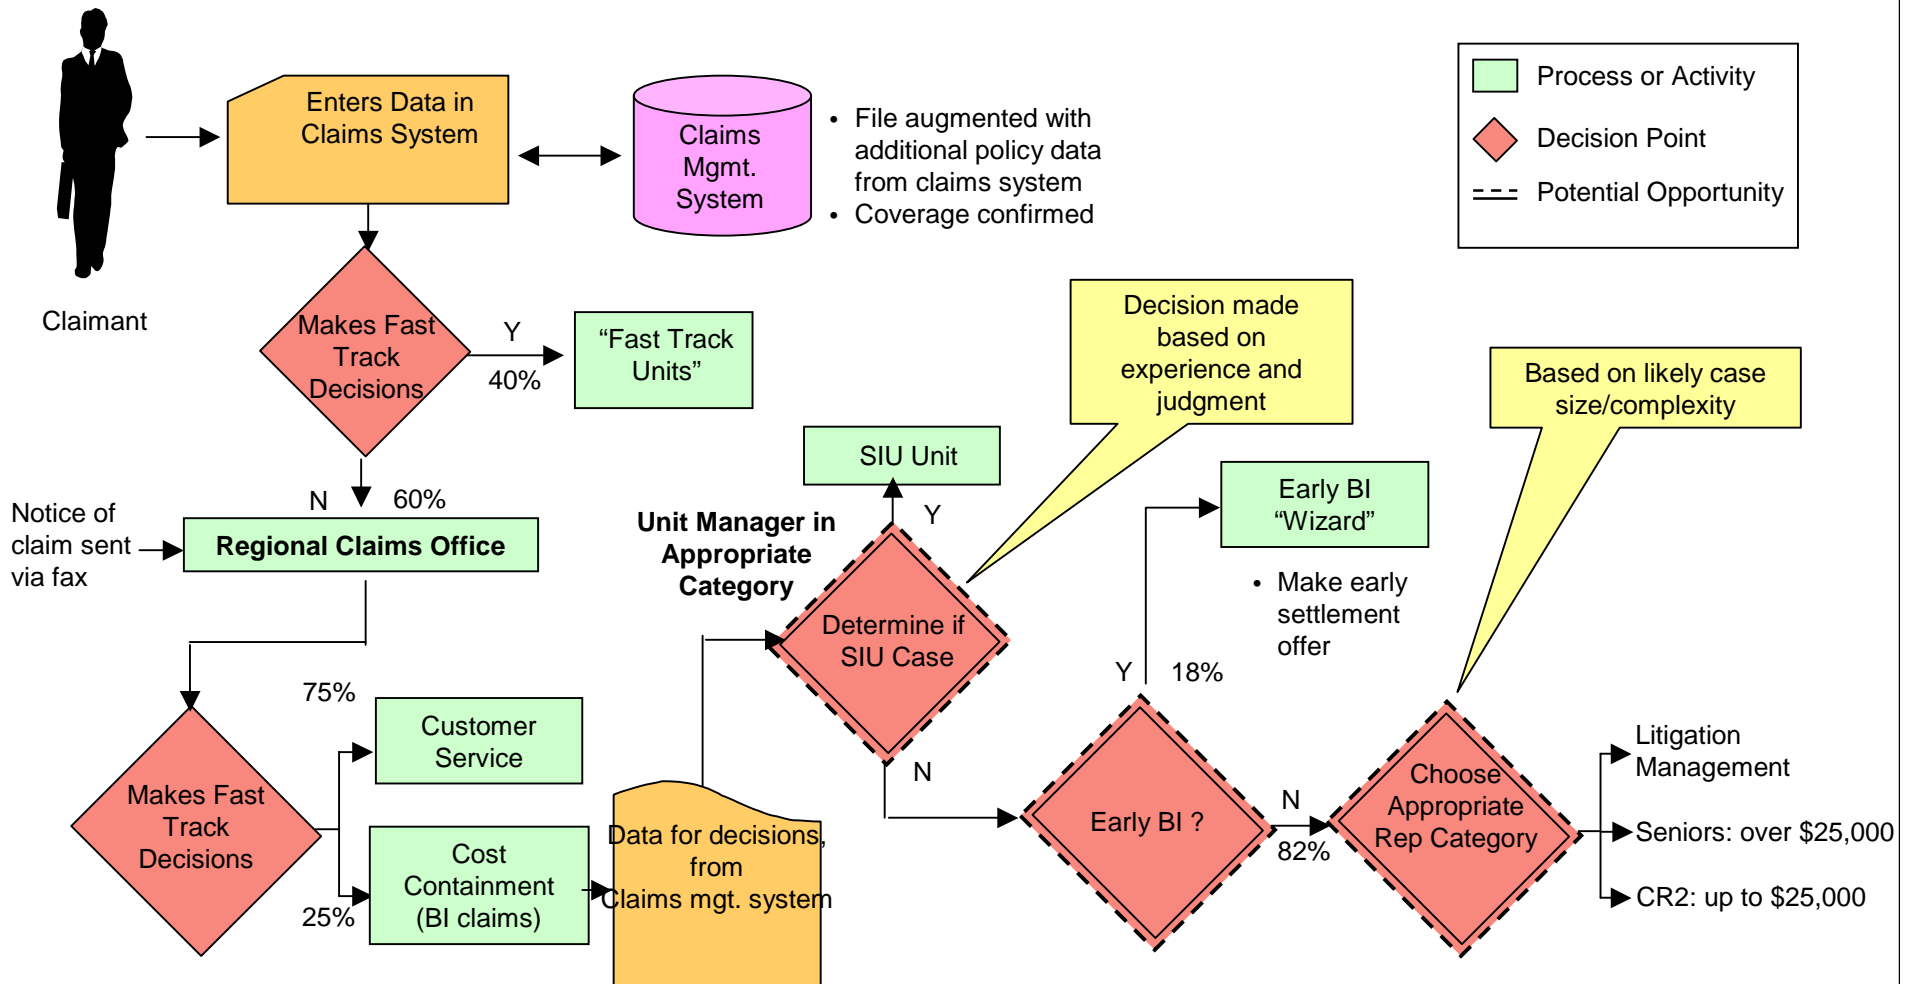 Enters Data in
Claims System
Claims
Mgmt.
System
• File augmented with
additional policy data
from claims system
• Coverage confirmed
Process or Activity
Decision Point
Potential Opportunity
Claimant
Makes Fast
Track
Decisions
Y
40%
“Fast Track
Units”
N
60%
Notice of
claim sent
via fax
Regional Claims Office
Makes Fast
Track
Decisions
75%
25%
Customer
Service
Cost
Containment
(BI claims)
Data for decisions,
from
Claims mgt. system
Unit Manager in
Appropriate
Category
SIU Unit
Y
Determine if
SIU Case
N
Decision made
based on
experience and
judgment
Early BI
“Wizard”
• Make early
settlement
offer
Y
18%
Early BI ?
N
82%
Based on likely case
size/complexity
Choose
Appropriate
Rep Category
Litigation
Management
Seniors: over $25,000
CR2: up to $25,000